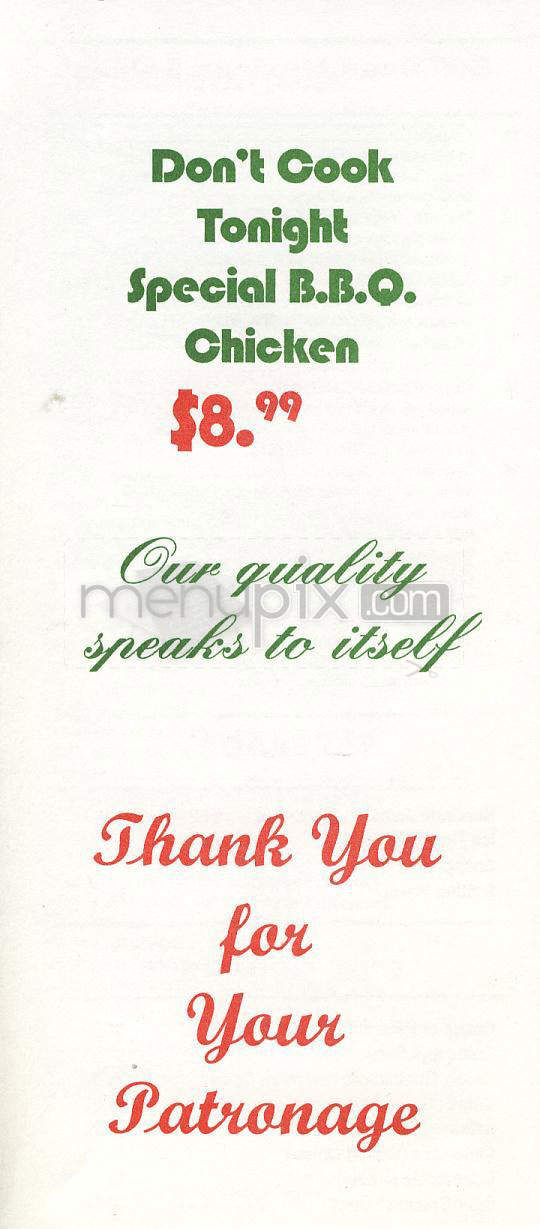 Don't Cook
Tonight
Special B.B.Q.
Chicken
$8.99
Our quality
menupix.com
speaks to itself
Thank You
for
Your
Patronage